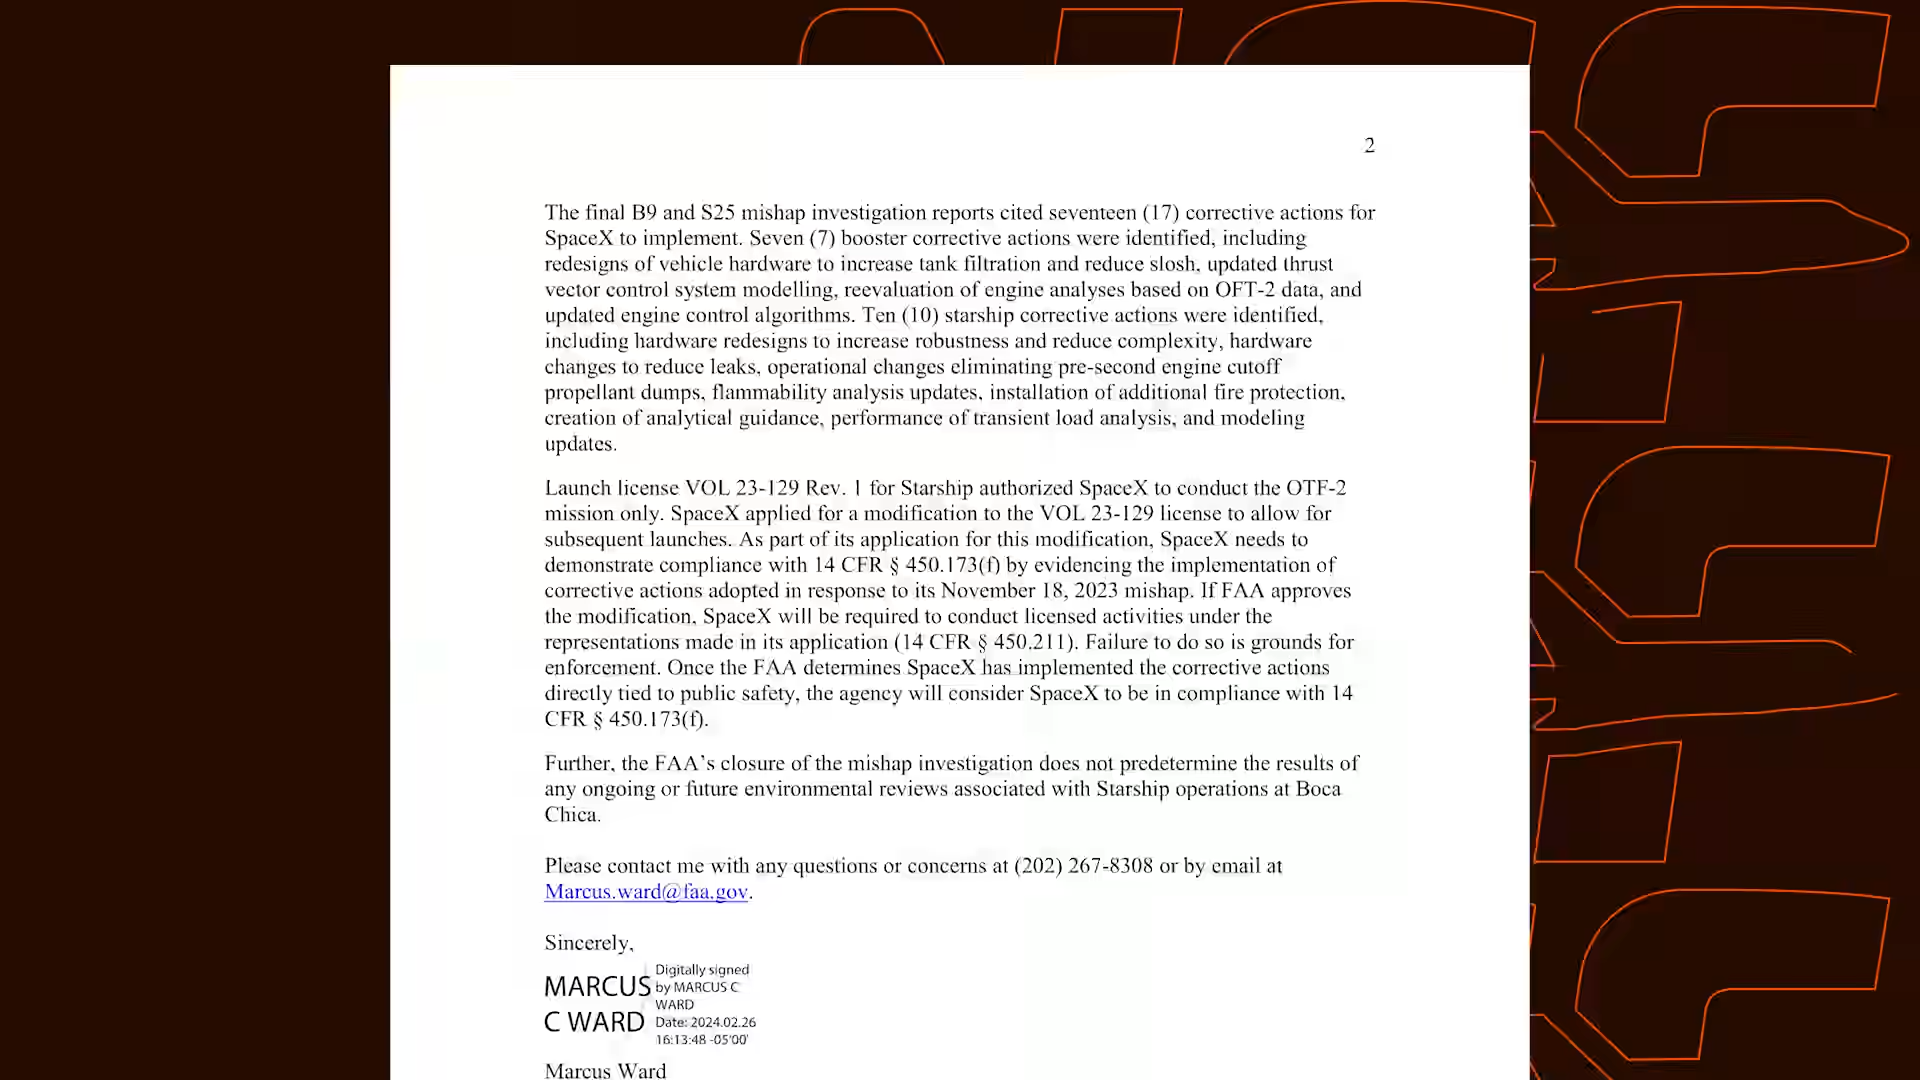 2
The final B9 and S25 mishap investigation reports cited seventeen (17) corrective actions for
SpaceX to implement. Seven (7) booster corrective actions were identified, including
redesigns of vehicle hardware to increase tank filtration and reduce slosh, updated thrust
vector control system modelling, reevaluation of engine analyses based on OFT-2 data, and
updated engine control algorithms. Ten (10) starship corrective actions were identified,
including hardware redesigns to increase robustness and reduce complexity, hardware
changes to reduce leaks, operational changes eliminating pre-second engine cutoff
propellant dumps, flammability analysis updates, installation of additional fire protection,
creation of analytical guidance, performance of transient load analysis, and modeling
updates.
Launch license VOL 23-129 Rev. 1 for Starship authorized SpaceX to conduct the OTF-2
mission only. SpaceX applied for a modification to the VOL 23-129 license to allow for
subsequent launches. As part of its application for this modification, SpaceX needs to
demonstrate compliance with 14 CFR § 450.173(f) by evidencing the implementation of
corrective actions adopted in response to its November 18, 2023 mishap. If FAA approves
the modification, SpaceX will be required to conduct licensed activities under the
representations made in its application (14 CFR § 450.211). Failure to do so is grounds for
enforcement. Once the FAA determines SpaceX has implemented the corrective actions
directly tied to public safety, the agency will consider SpaceX to be in compliance with 14
CFR § 450.173(f).
Further, the FAA’s closure of the mishap investigation does not predetermine the results of
any ongoing or future environmental reviews associated with Starship operations at Boca
Chica.
Please contact me with any questions or concerns at (202) 267-8308 or by email at
Marcus.ward@faa.gov.
Sincerely,
MARCUS
C WARD
Digitally signed
by MARCUS C
WARD
Date: 2024.02.26
16:13:48 -05'00'
Marcus Ward